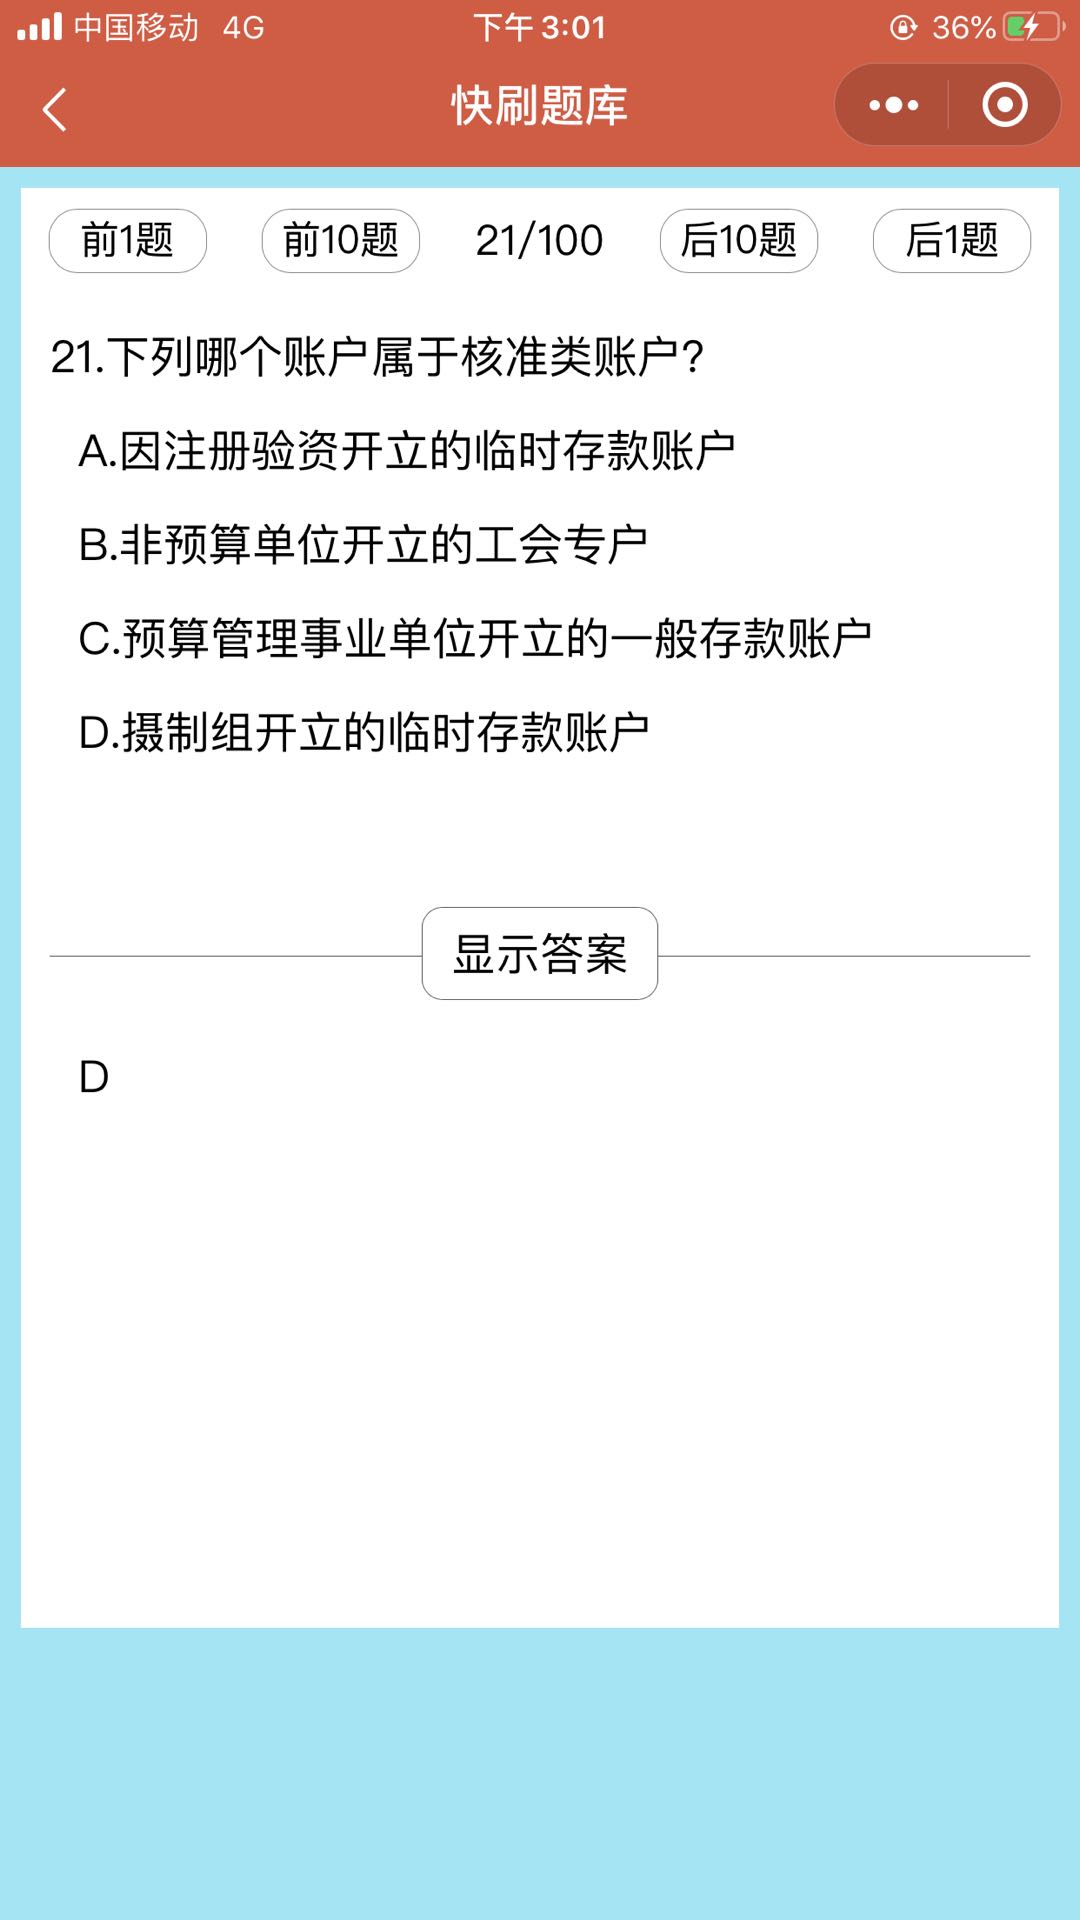 中国移动 4G 下午3:01 36%
快刷题库
前1题 前10题 21/100 后10题 后1题
21.下列哪个账户属于核准类账户?
A.因注册验资开立的临时存款账户
B.非预算单位开立的工会专户
C.预算管理事业单位开立的一般存款账户
D.摄制组开立的临时存款账户
显示答案
D